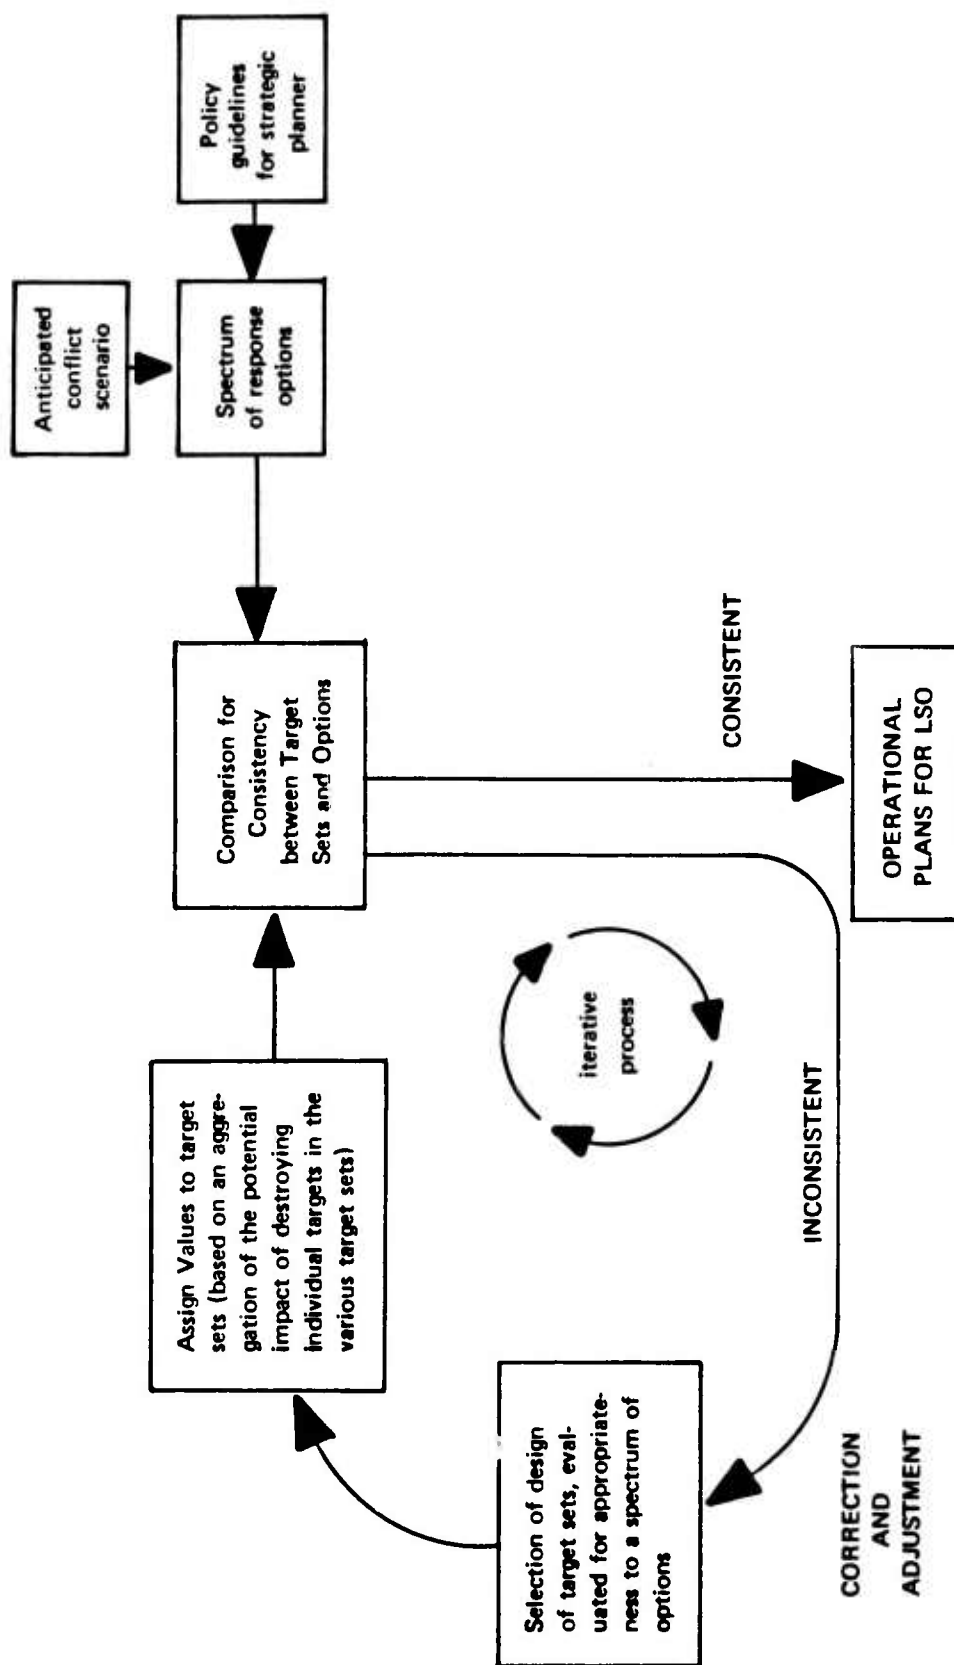 Anticipated
conflict
scenario
Policy
guidelines
for strategic
planner
Spectrum
of response
options
Comparison for
Consistency
between Target
Sets and Options
Assign Values to target
sets (based on an aggre-
gation of the potential
impact of destroying
individual targets in the
various target sets)
Selection of design
of target sets, eval-
uated for appropriate-
ness to a spectrum of
options
iterative
process
CONSISTENT
INCONSISTENT
OPERATIONAL
PLANS FOR LSO
CORRECTION
AND
ADJUSTMENT